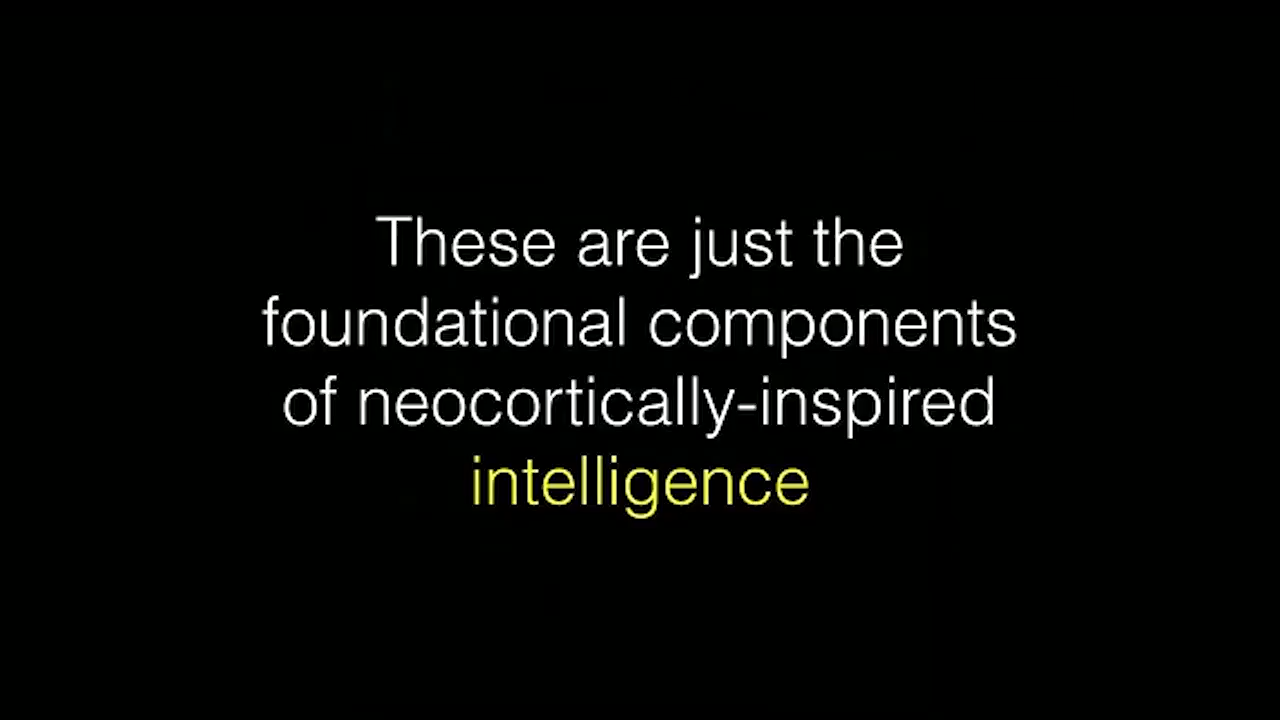 These are just the
foundational components
of neocortically-inspired
intelligence